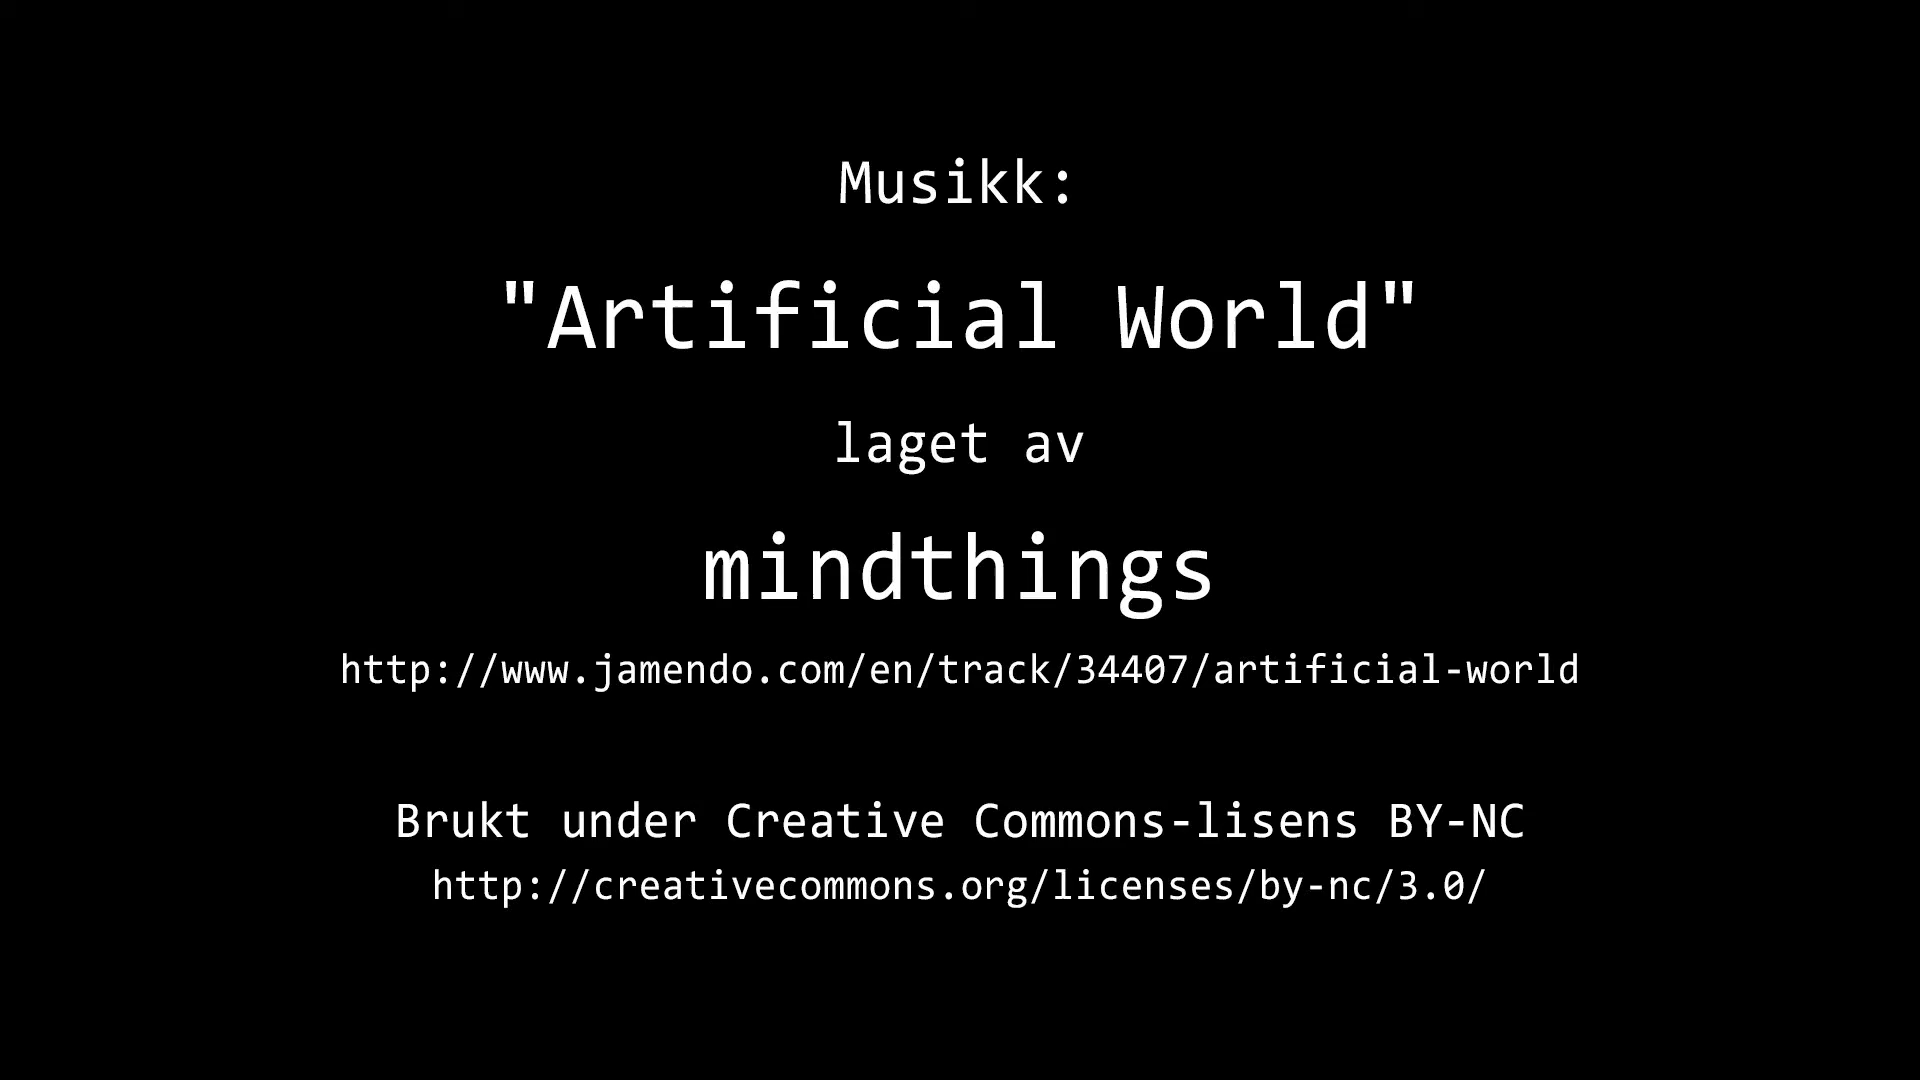 Musikk:
"Artificial World"
laget av
mindthings
http://www.jamendo.com/en/track/34407/artificial-world
Brukt under Creative Commons-lisens BY-NC
http://creativecommons.org/licenses/by-nc/3.0/